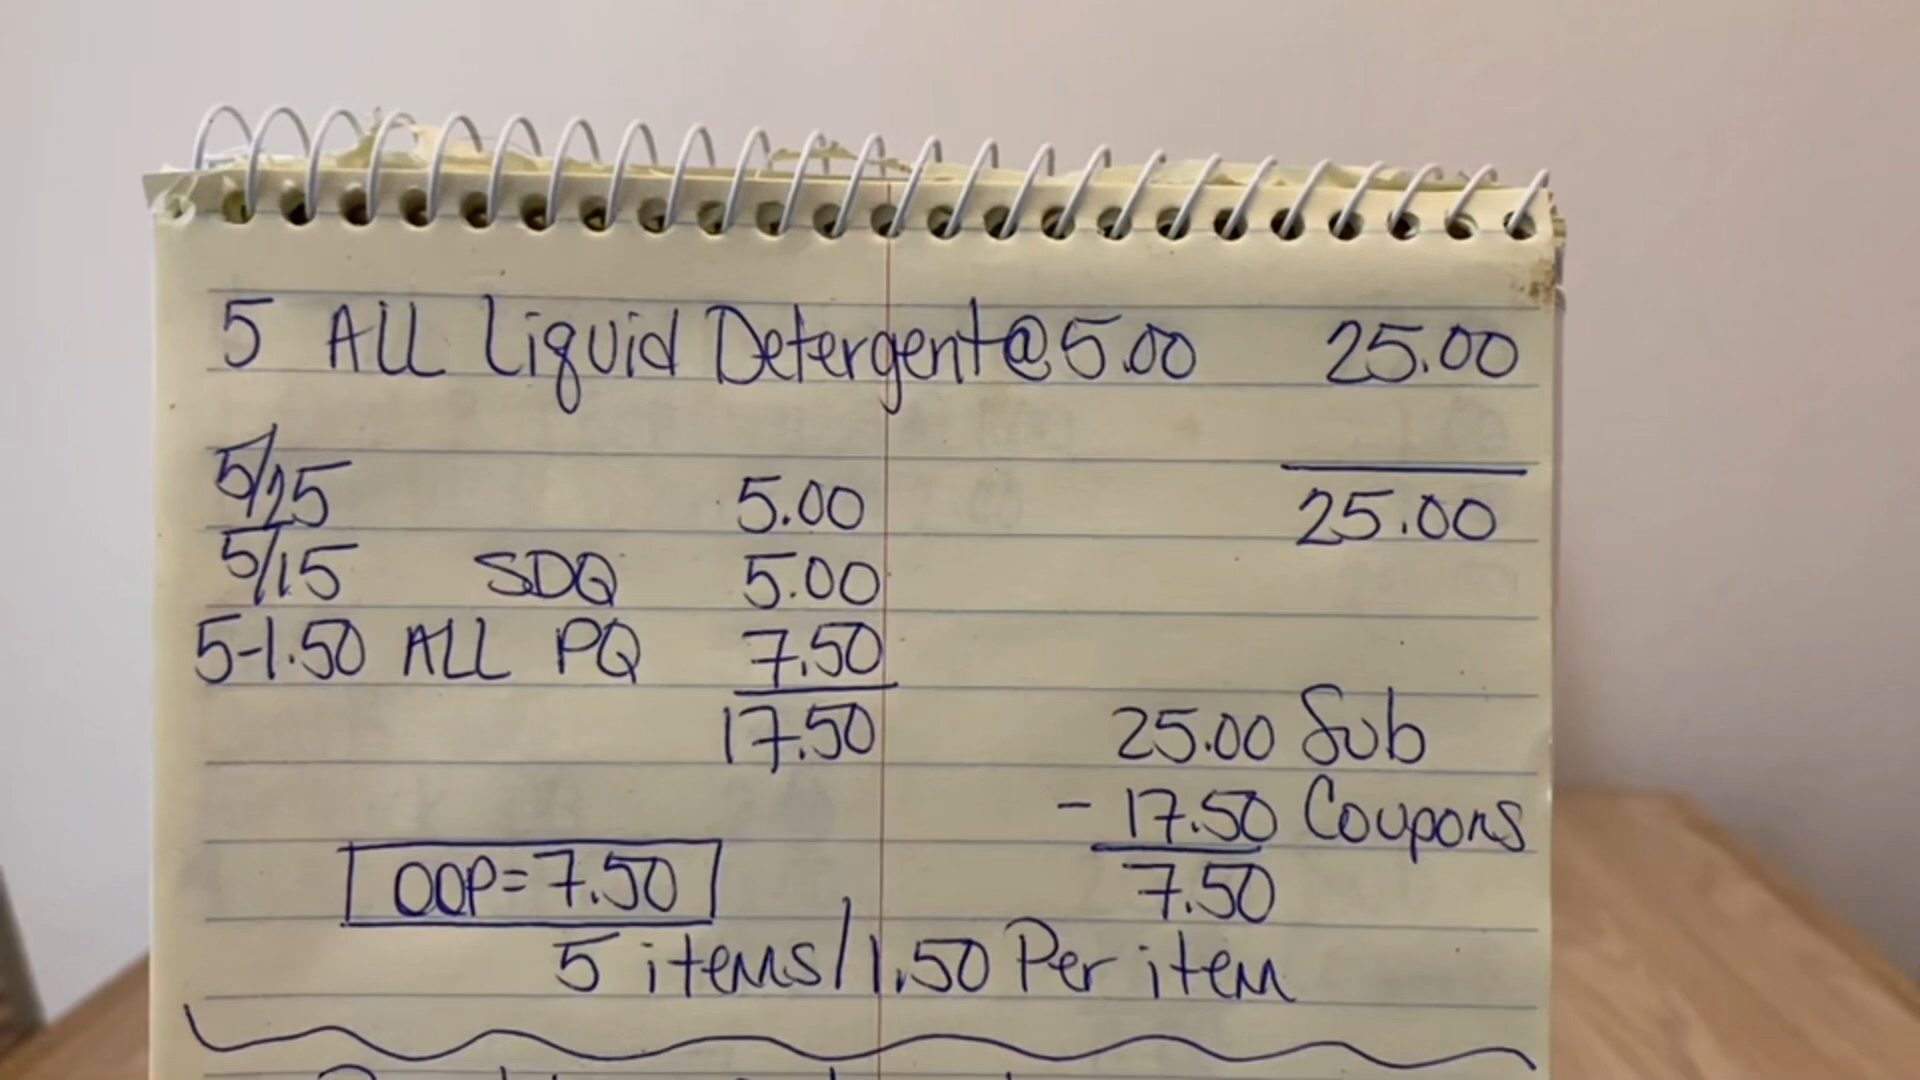 5 ALL Liquid Detergent @ 5.00 25.00
5/25 5.00 25.00
5/15 SDQ 5.00
5-1.50 ALL PQ 7.50
17.50 25.00 Sub
- 17.50 Coupons
OOP=7.50 7.50
5 items/1.50 Per item